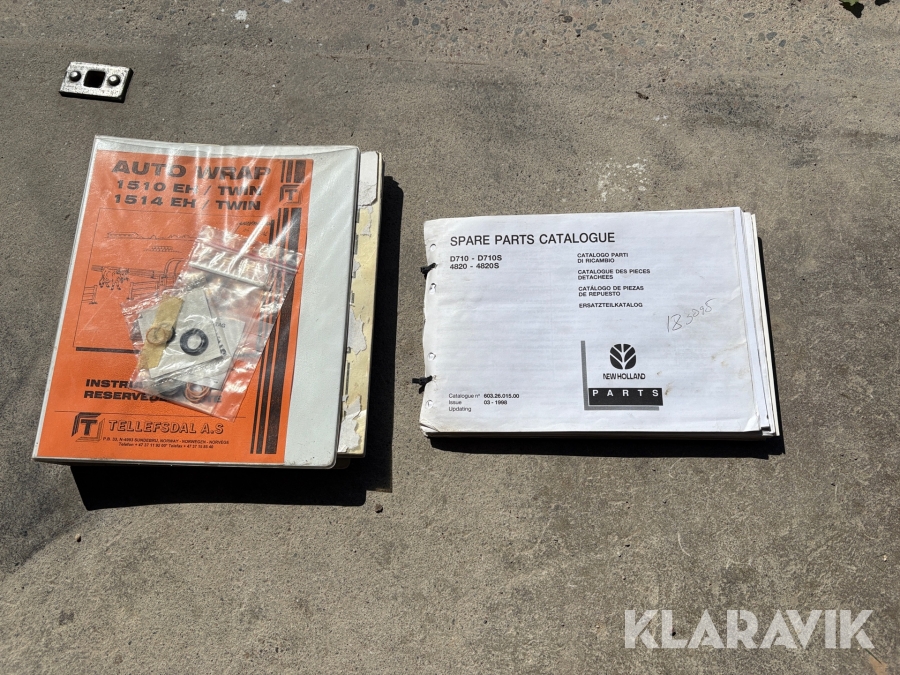 AUTO WRAP
1510 EH / TWIN
1514 EH / TWIN
INSTR
RESERVE
TELLEFSDAL A.S
SPARE PARTS CATALOGUE
D710 - D710S
4820 - 4820S
CATALOGO PARTI
DI RICAMBIO
CATALOGUE DES PIECES
DETACHEES
CATÁLOGO DE PIEZAS
DE REPUESTO
ERSATZTEILKATALOG
NEW HOLLAND
PARTS
Catalogue n° 603.26.015.00
Issue 03 - 1998
Updating
KLARAVIK